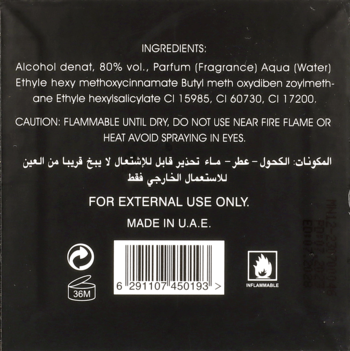 INGREDIENTS:
Alcohol denat, 80% vol., Parfum (Fragrance) Aqua (Water)
Ethyle hexy methoxycinnamate Butyl meth oxydiben zoylmeth-
ane Ethyle hexylsalicylate CI 15985, CI 60730, CI 17200.
CAUTION: FLAMMABLE UNTIL DRY, DO NOT USE NEAR FIRE FLAME OR
HEAT AVOID SPRAYING IN EYES.
المكونات: الكحول - عطر - ماء تحذير قابل للإشتعال لا يبخ قريبا من العين
للاستعمال الخارجي فقط
FOR EXTERNAL USE ONLY.
MADE IN U.A.E.
36M
6 291107 450193 >
INFLAMMABLE